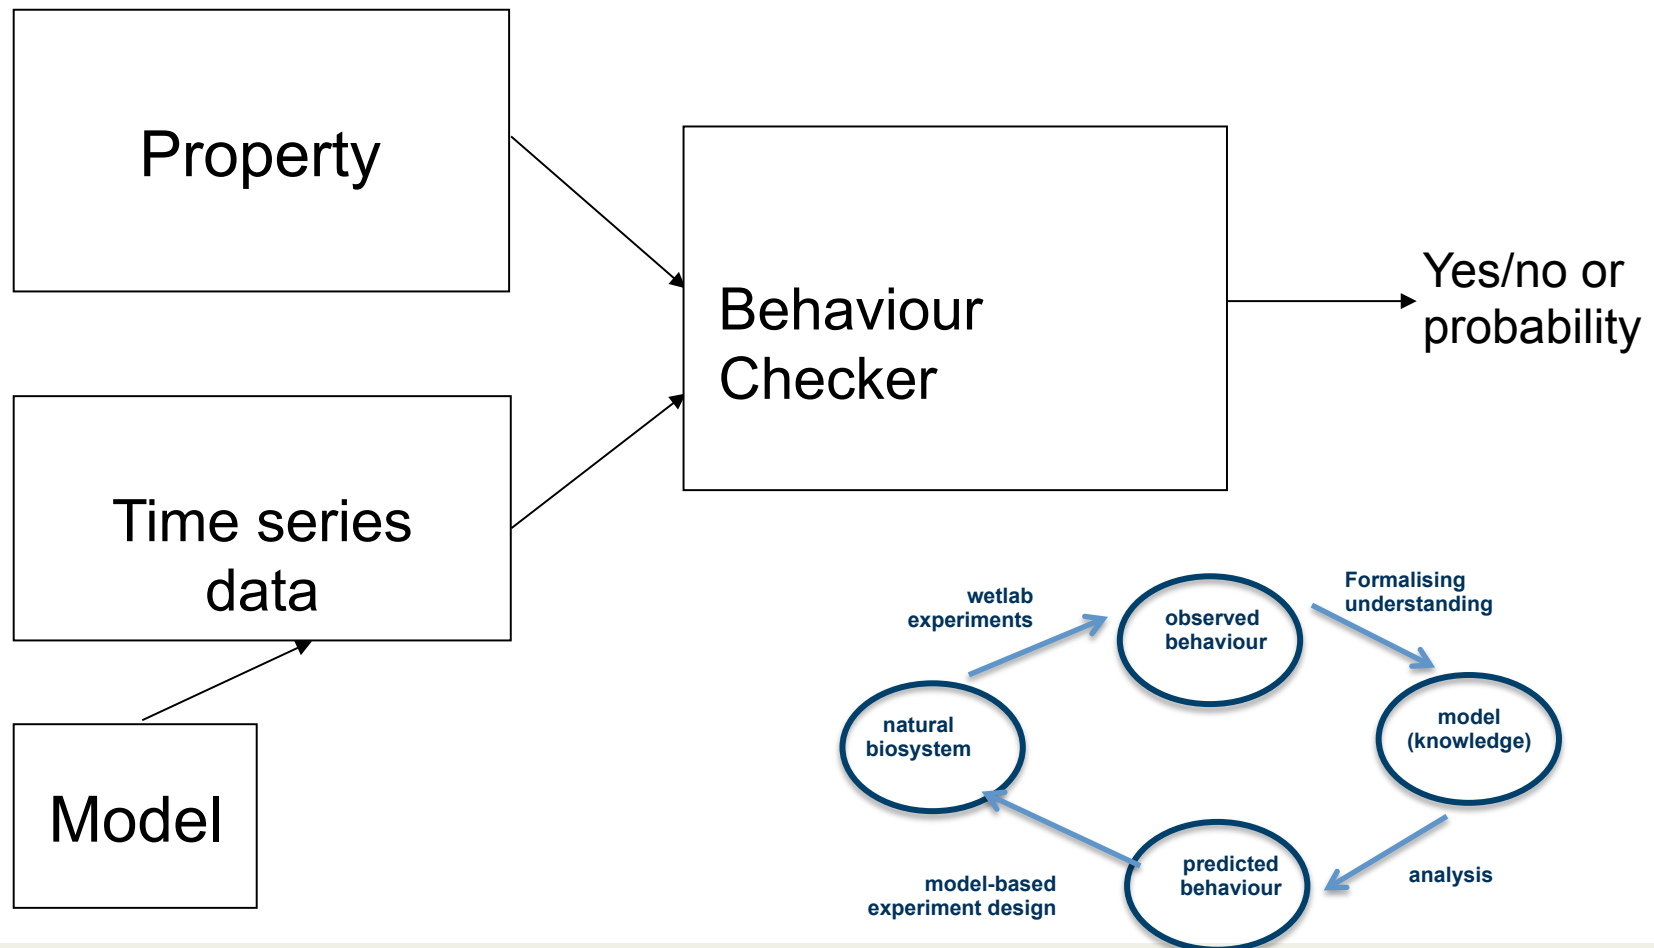 Property
Behaviour
Checker
Yes/no or
probability
Time series
data
Model
wetlab
experiments
observed
behaviour
Formalising
understanding
natural
biosystem
model
(knowledge)
model-based
experiment design
predicted
behaviour
analysis